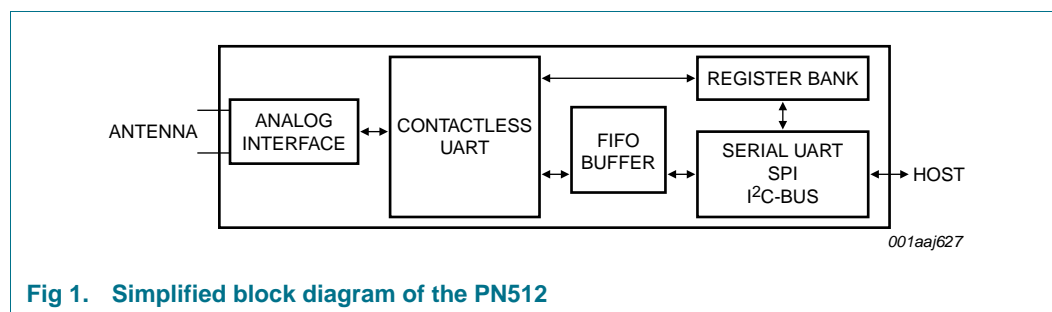 ANTENNA
ANALOG
INTERFACE
CONTACTLESS
UART
FIFO
BUFFER
REGISTER BANK
SERIAL UART
SPI
I²C-BUS
HOST
001aaj627
Fig 1. Simplified block diagram of the PN512